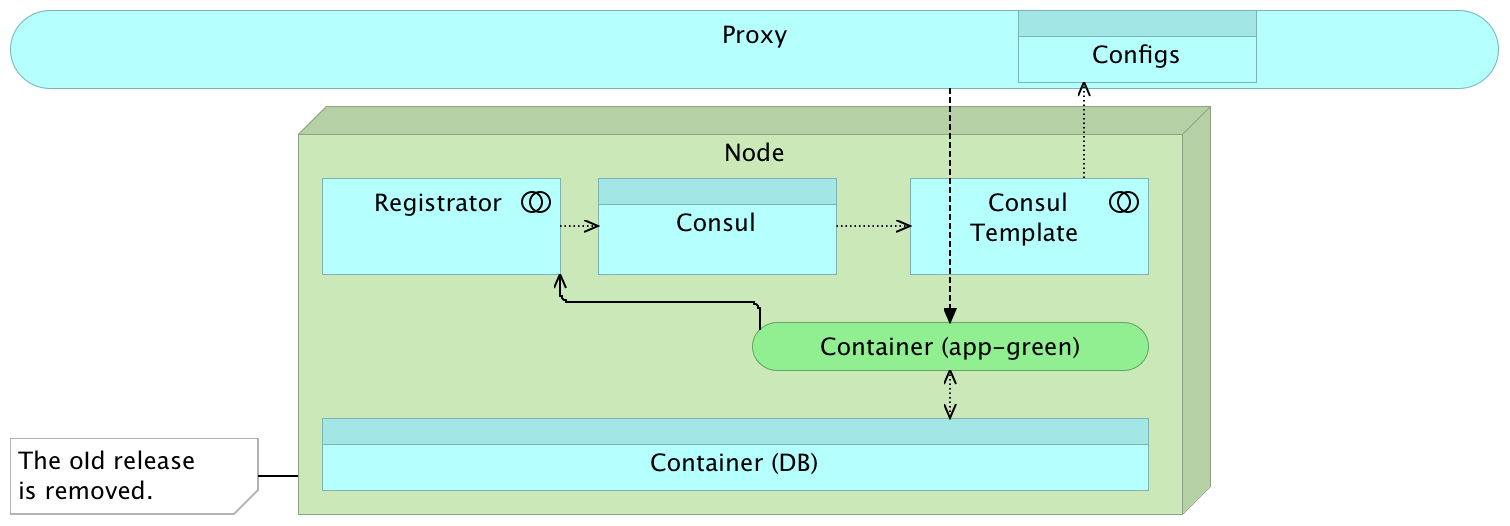 Proxy
Configs
Node
Registrator
Consul
Consul
Template
Container (app-green)
Container (DB)
The old release
is removed.